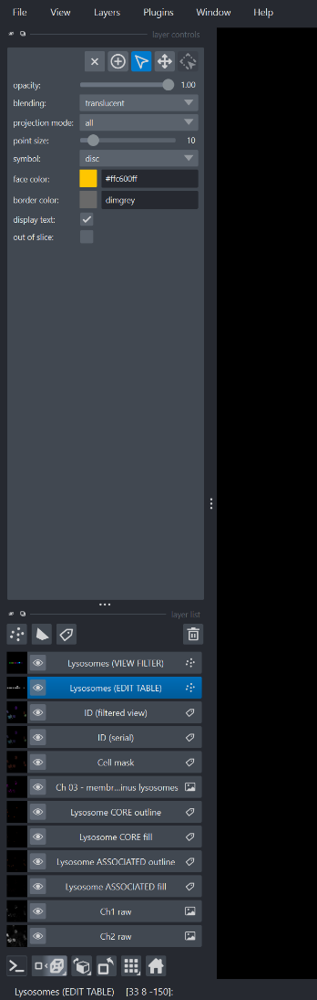 File View Layers Plugins Window Help
layer controls
opacity: 1.00
blending: translucent
projection mode: all
point size: 10
symbol: disc
face color: #ffc600ff
border color: dimgrey
display text:
out of slice:
layer list
Lysosomes (VIEW FILTER)
Lysosomes (EDIT TABLE)
ID (filtered view)
ID (serial)
Cell mask
Ch 03 - membr...inus lysosomes
Lysosome CORE outline
Lysosome CORE fill
Lysosome ASSOCIATED outline
Lysosome ASSOCIATED fill
Ch1 raw
Ch2 raw
Lysosomes (EDIT TABLE) [33 8 -150]: